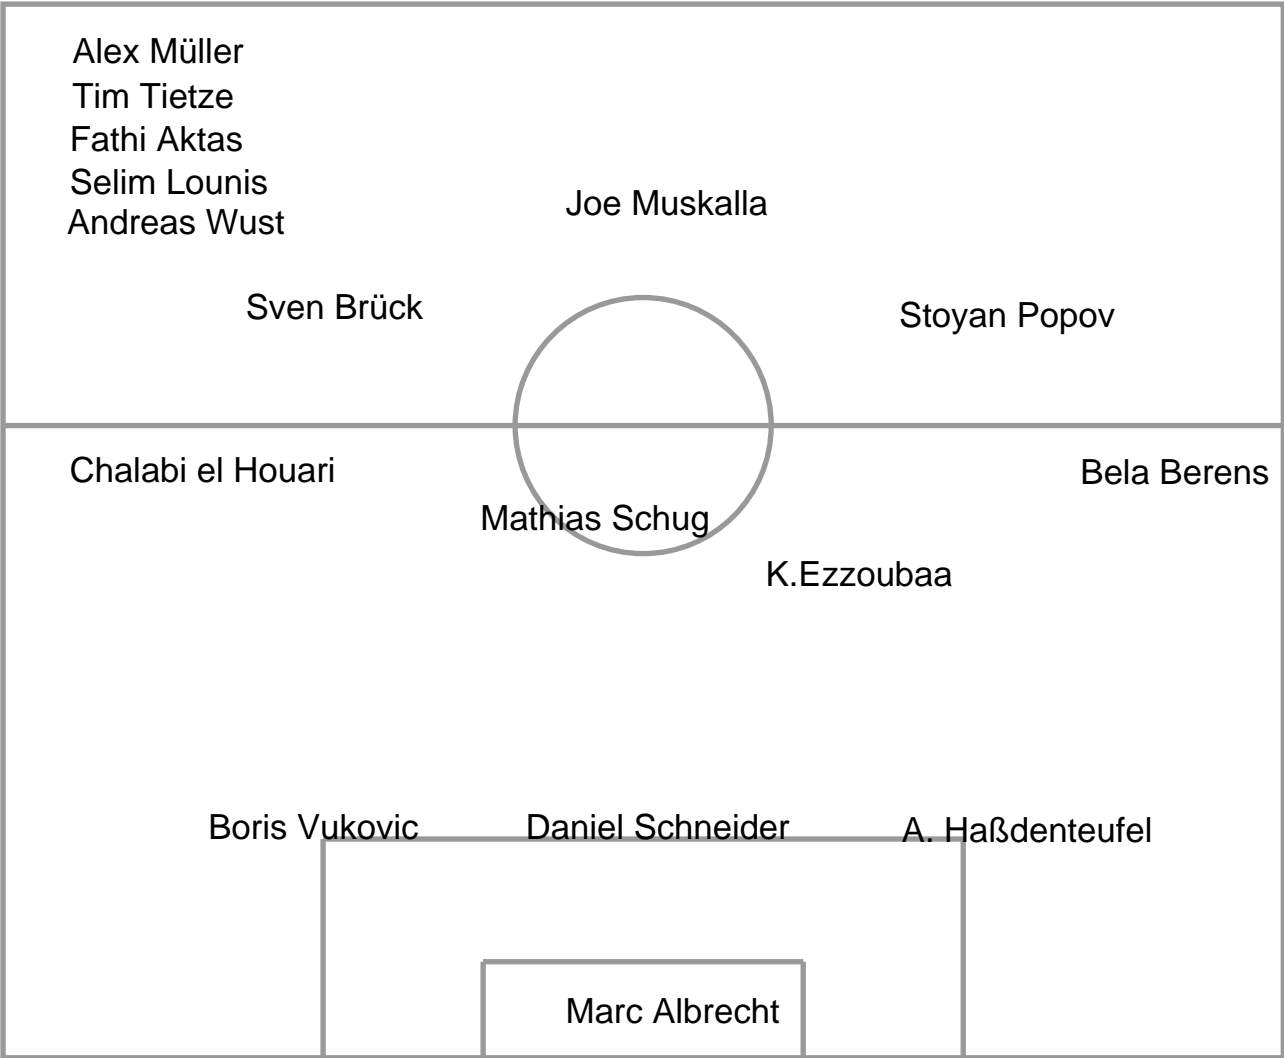 Alex Müller
Tim Tietze
Fathi Aktas
Selim Lounis
Andreas Wust
Joe Muskalla
Sven Brück
Stoyan Popov
Chalabi el Houari
Bela Berens
Mathias Schug
K.Ezzoubaa
Boris Vukovic
Daniel Schneider
A. Haßdenteufel
Marc Albrecht